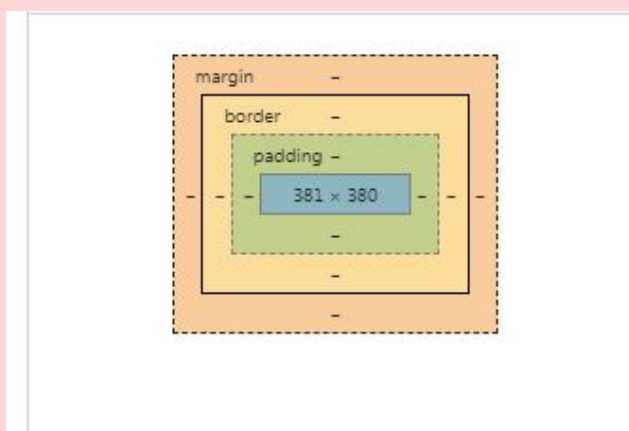 margin –
border –
padding –
– – – 381 × 380 – – –
–
–
–